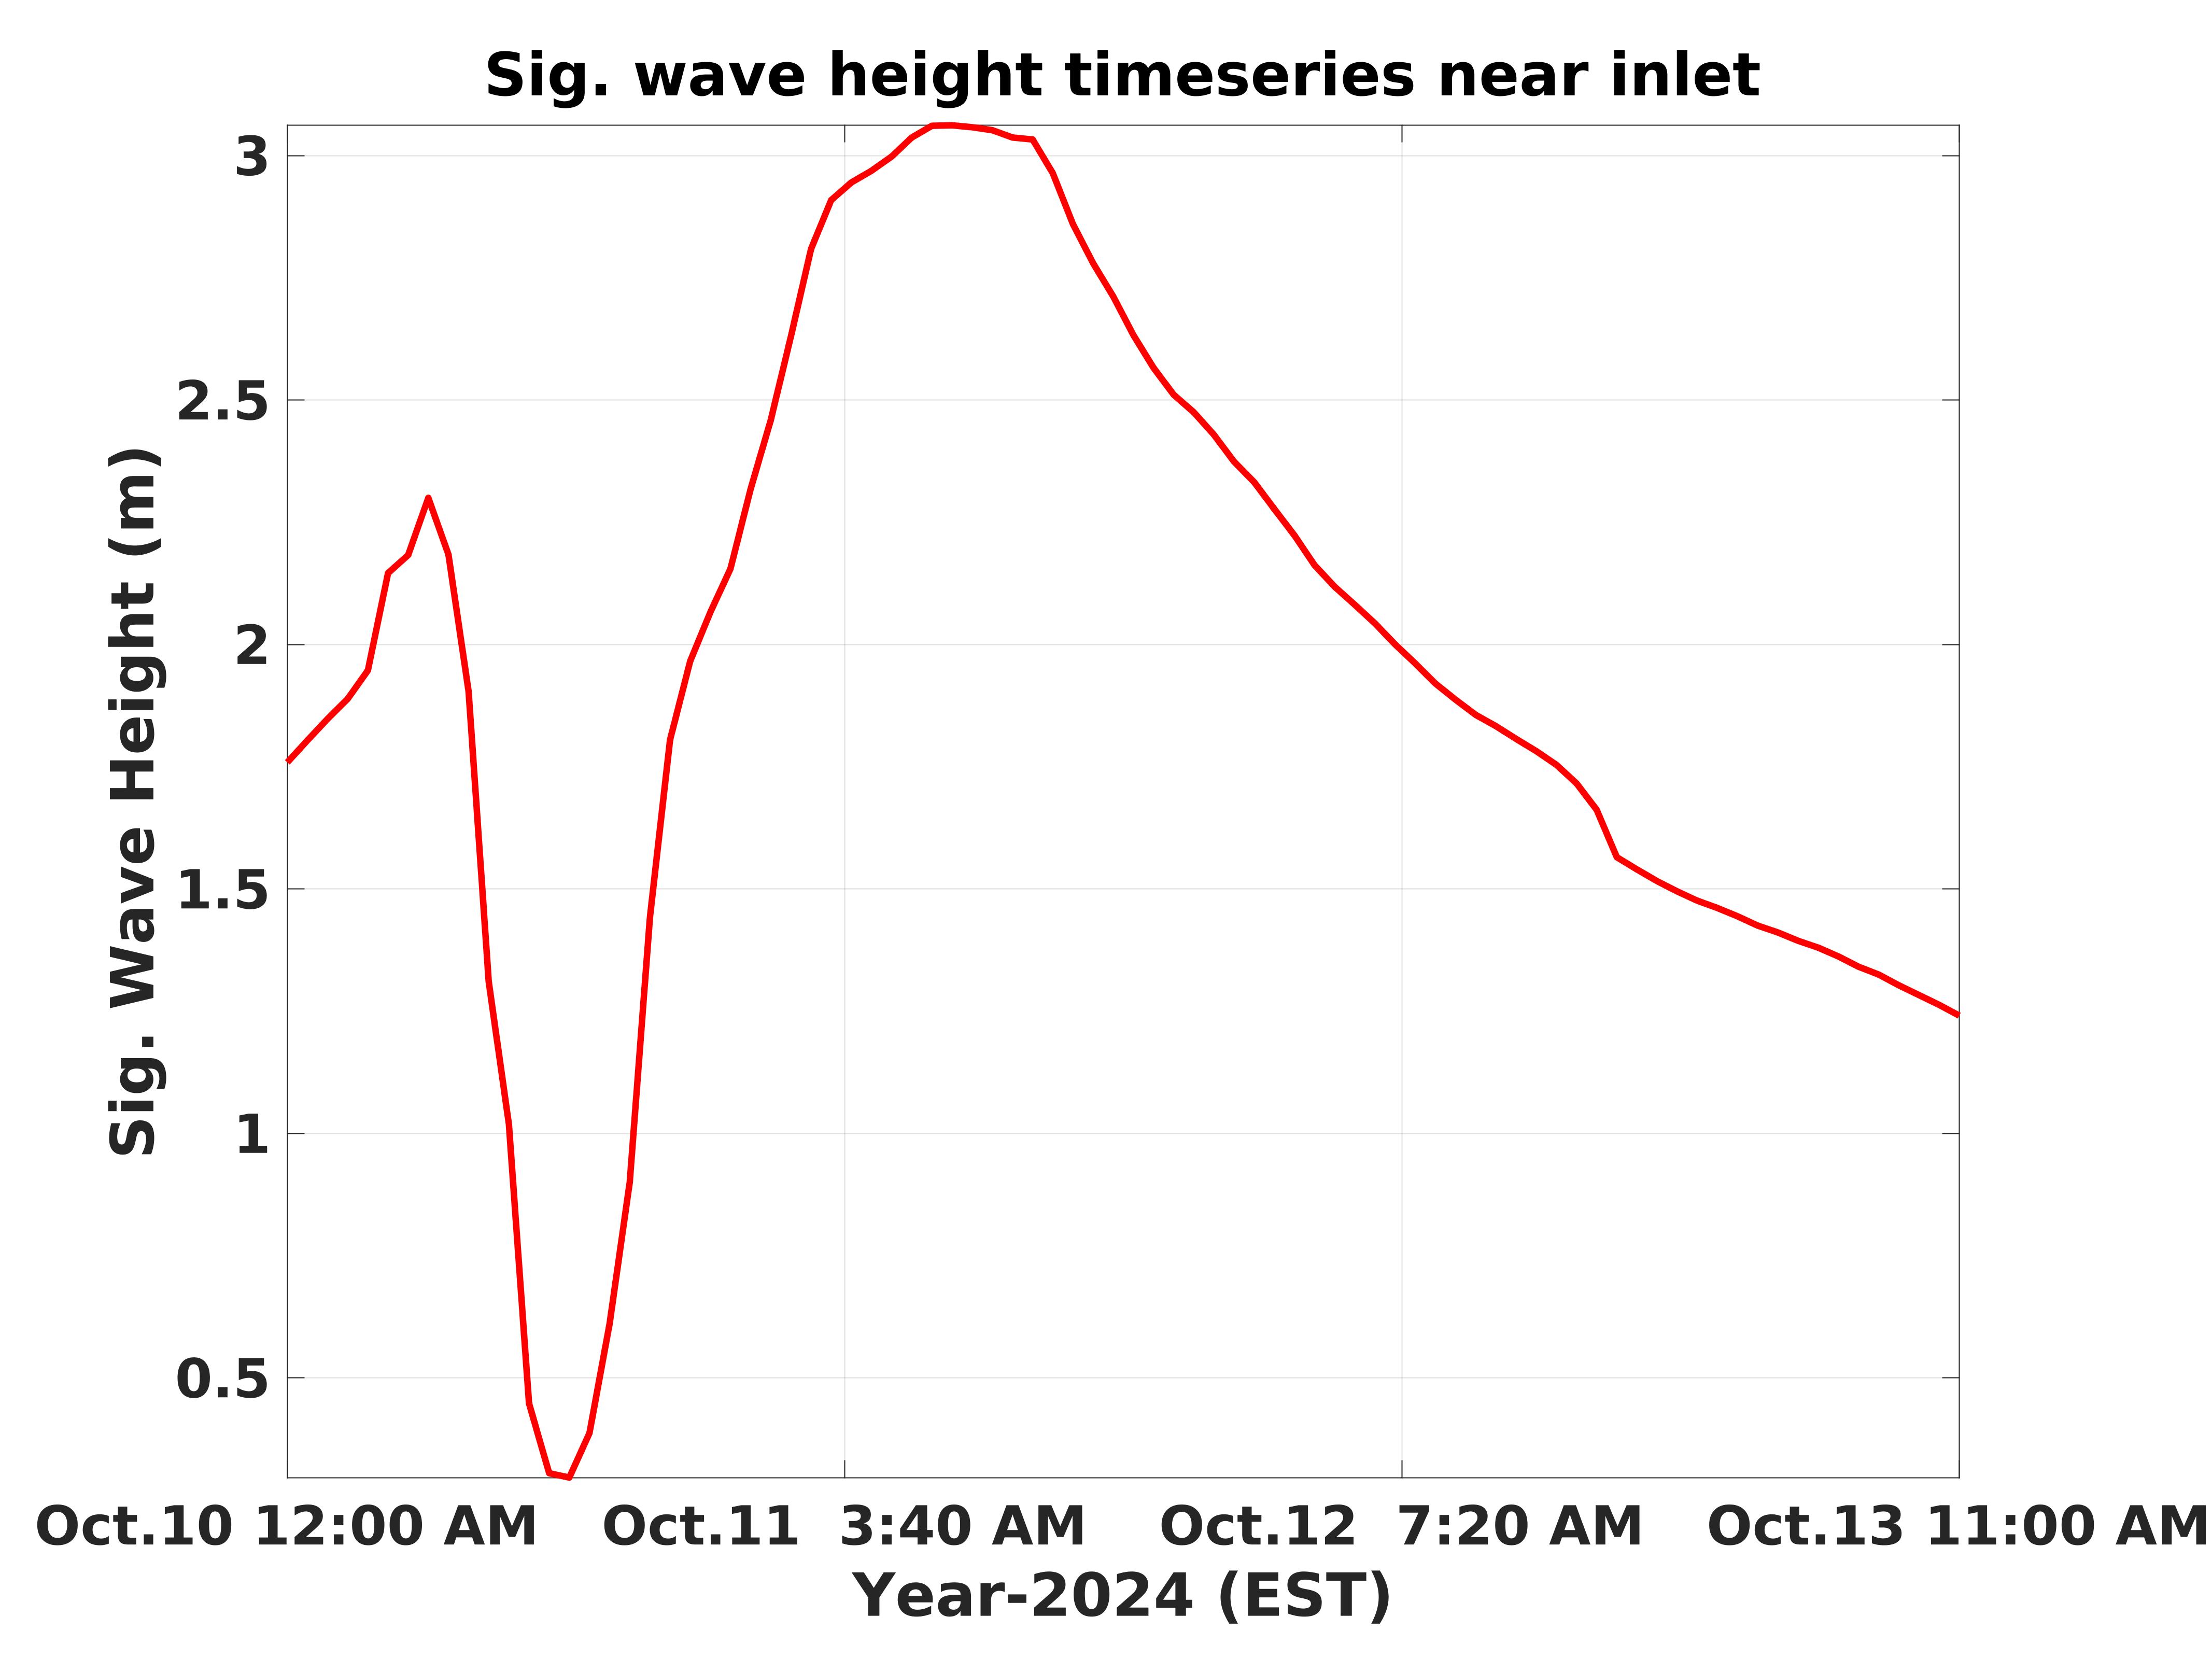 Sig. wave height timeseries near inlet
Sig. Wave Height (m)
3
2.5
2
1.5
1
0.5
Oct.10 12:00 AM Oct.11 3:40 AM Oct.12 7:20 AM Oct.13 11:00 AM
Year-2024 (EST)